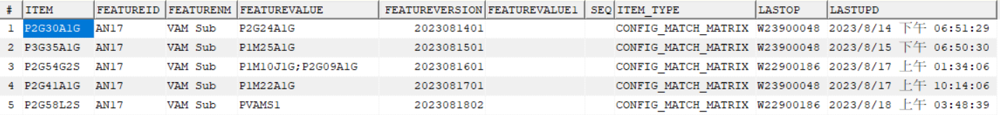 # ITEM FEATUREID FEATURENM FEATUREVALUE FEATUREVERSION FEATUREVALUE1 SEQ ITEM_TYPE LASTOP LASTUPD
1 P2G30A1G AN17 VAM Sub P2G24A1G 2023081401 CONFIG_MATCH_MATRIX W23900048 2023/8/14 下午 06:51:29
2 P3G35A1G AN17 VAM Sub P1M25A1G 2023081501 CONFIG_MATCH_MATRIX W23900048 2023/8/15 下午 06:50:30
3 P2G54G2S AN17 VAM Sub P1M10J1G;P2G09A1G 2023081601 CONFIG_MATCH_MATRIX W22900186 2023/8/17 上午 01:34:06
4 P2G41A1G AN17 VAM Sub P1M22A1G 2023081701 CONFIG_MATCH_MATRIX W23900048 2023/8/17 上午 10:14:06
5 P2G58L2S AN17 VAM Sub PVAMS1 2023081802 CONFIG_MATCH_MATRIX W22900186 2023/8/18 上午 03:48:39